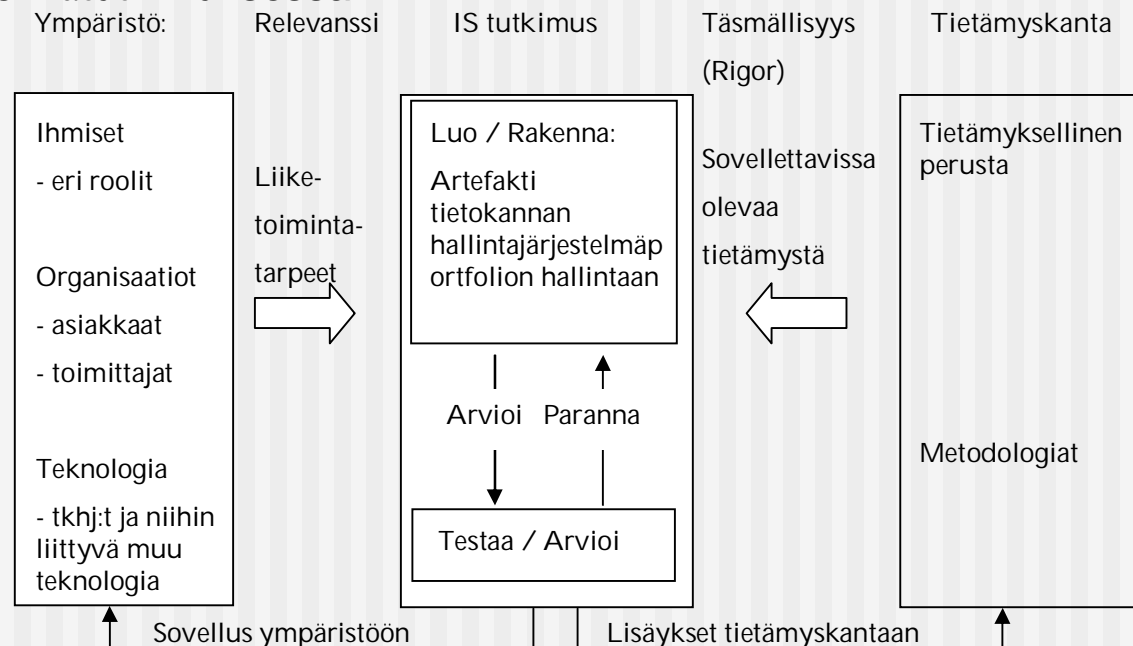 Ympäristö:
Relevanssi
IS tutkimus
Täsmällisyys
(Rigor)
Tietämyskanta
Ihmiset
- eri roolit
Organisaatiot
- asiakkaat
- toimittajat
Teknologia
- tkhj:t ja niihin
liittyvä muu
teknologia
Liike-
toiminta-
tarpeet
Luo / Rakenna:
Artefakti
tietokannan
hallintajärjestelmäp
ortfolion hallintaan
Arvioi Paranna
Testaa / Arvioi
Sovellettavissa
olevaa
tietämystä
Tietämyksellinen
perusta
Metodologiat
Sovellus ympäristöön
Lisäykset tietämyskantaan